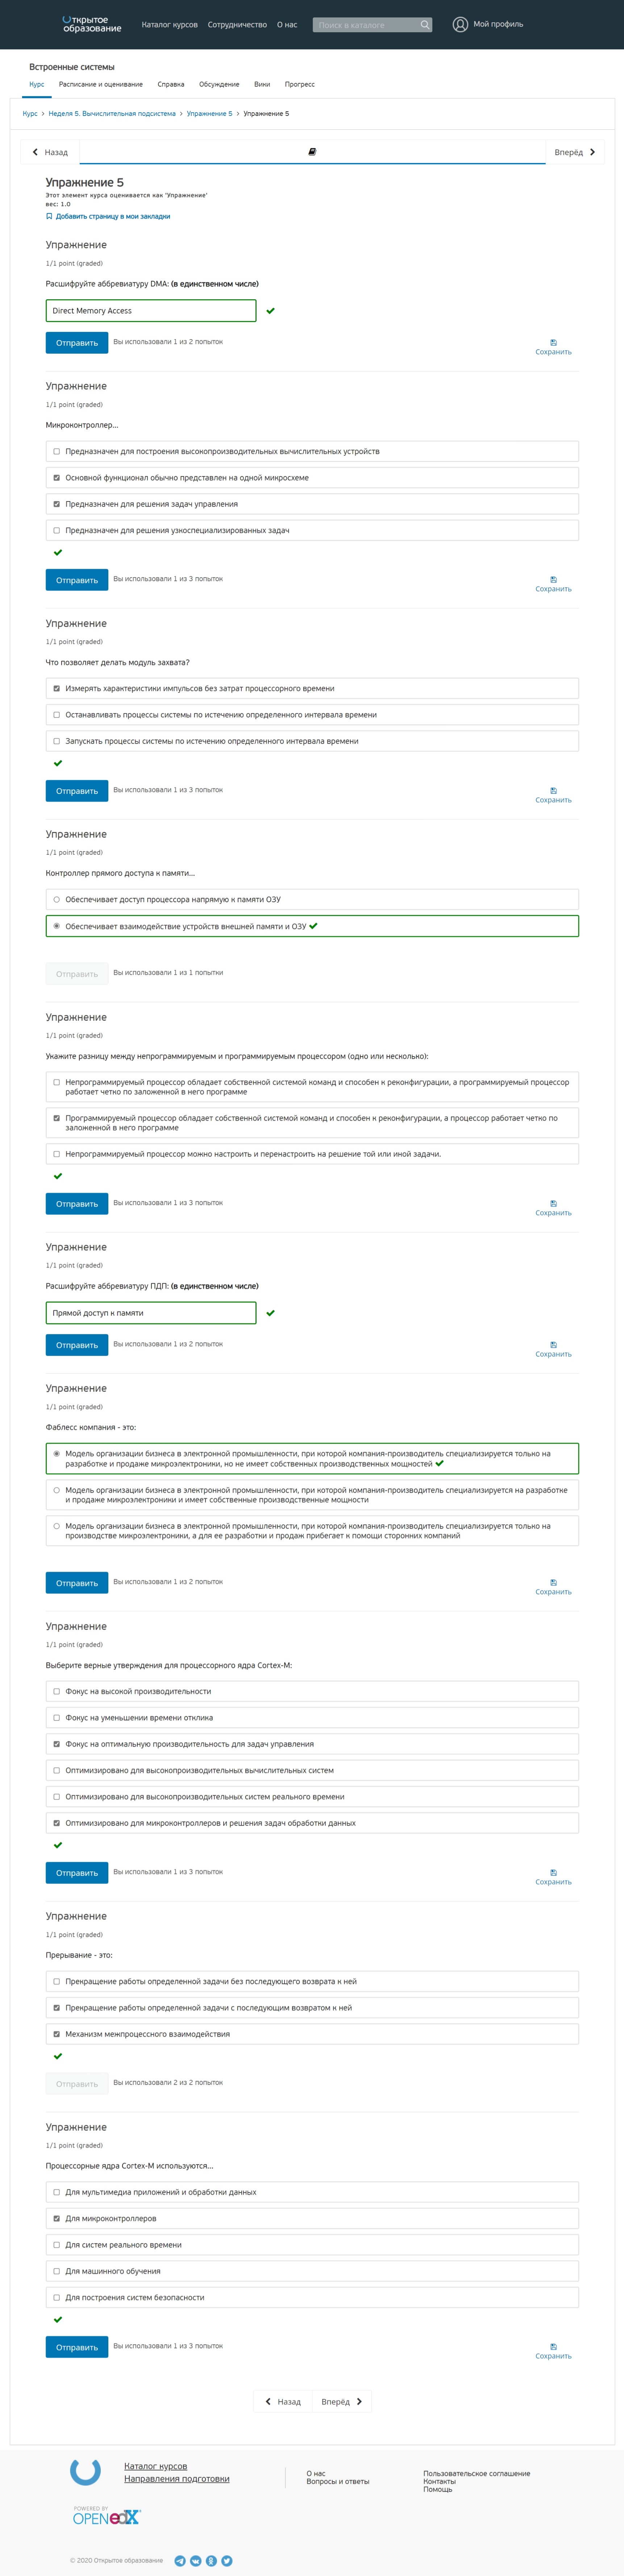 Открытое
образование
Каталог курсов
Сотрудничество
О нас
Поиск в каталоге
Мой профиль
Встроенные системы
Курс
Расписание и оценивание
Справка
Обсуждение
Вики
Прогресс
Курс > Неделя 5. Вычислительная подсистема > Упражнение 5 > Упражнение 5
Назад
Вперёд
Упражнение 5
Этот элемент курса оценивается как 'Упражнение'
вес: 1.0
Добавить страницу в мои закладки
Упражнение
1/1 point (graded)
Расшифруйте аббревиатуру DMA: (в единственном числе)
Direct Memory Access
Отправить
Вы использовали 1 из 2 попыток
Сохранить
Упражнение
1/1 point (graded)
Микроконтроллер...
Предназначен для построения высокопроизводительных вычислительных устройств
Основной функционал обычно представлен на одной микросхеме
Предназначен для решения задач управления
Предназначен для решения узкоспециализированных задач
Отправить
Вы использовали 1 из 3 попыток
Сохранить
Упражнение
1/1 point (graded)
Что позволяет делать модуль захвата?
Измерять характеристики импульсов без затрат процессорного времени
Останавливать процессы системы по истечению определенного интервала времени
Запускать процессы системы по истечению определенного интервала времени
Отправить
Вы использовали 1 из 3 попыток
Сохранить
Упражнение
1/1 point (graded)
Контроллер прямого доступа к памяти...
Обеспечивает доступ процессора напрямую к памяти ОЗУ
Обеспечивает взаимодействие устройств внешней памяти и ОЗУ
Отправить
Вы использовали 1 из 1 попытки
Упражнение
1/1 point (graded)
Укажите разницу между непрограммируемым и программируемым процессором (одно или несколько):
Непрограммируемый процессор обладает собственной системой команд и способен к реконфигурации, а программируемый процессор
работает четко по заложенной в него программе
Программируемый процессор обладает собственной системой команд и способен к реконфигурации, а процессор работает четко по
заложенной в него программе
Непрограммируемый процессор можно настроить и перенастроить на решение той или иной задачи.
Отправить
Вы использовали 1 из 3 попыток
Сохранить
Упражнение
1/1 point (graded)
Расшифруйте аббревиатуру ПДП: (в единственном числе)
Прямой доступ к памяти
Отправить
Вы использовали 1 из 2 попыток
Сохранить
Упражнение
1/1 point (graded)
Фаблесс компания - это:
Модель организации бизнеса в электронной промышленности, при которой компания-производитель специализируется только на
разработке и продаже микроэлектроники, но не имеет собственных производственных мощностей
Модель организации бизнеса в электронной промышленности, при которой компания-производитель специализируется на разработке
и продаже микроэлектроники и имеет собственные производственные мощности
Модель организации бизнеса в электронной промышленности, при которой компания-производитель специализируется только на
производстве микроэлектроники, а для ее разработки и продаж прибегает к помощи сторонних компаний
Отправить
Вы использовали 1 из 2 попыток
Сохранить
Упражнение
1/1 point (graded)
Выберите верные утверждения для процессорного ядра Cortex-M:
Фокус на высокой производительности
Фокус на уменьшении времени отклика
Фокус на оптимальную производительность для задач управления
Оптимизировано для высокопроизводительных вычислительных систем
Оптимизировано для высокопроизводительных систем реального времени
Оптимизировано для микроконтроллеров и решения задач обработки данных
Отправить
Вы использовали 1 из 3 попыток
Сохранить
Упражнение
1/1 point (graded)
Прерывание - это:
Прекращение работы определенной задачи без последующего возврата к ней
Прекращение работы определенной задачи с последующим возвратом к ней
Механизм межпроцессного взаимодействия
Отправить
Вы использовали 2 из 2 попыток
Упражнение
1/1 point (graded)
Процессорные ядра Cortex-M используются...
Для мультимедиа приложений и обработки данных
Для микроконтроллеров
Для систем реального времени
Для машинного обучения
Для построения систем безопасности
Отправить
Вы использовали 1 из 3 попыток
Сохранить
Назад
Вперёд
Каталог курсов
Направления подготовки
О нас
Вопросы и ответы
Пользовательское соглашение
Контакты
Помощь
POWERED BY
OPEN edX
© 2020 Открытое образование